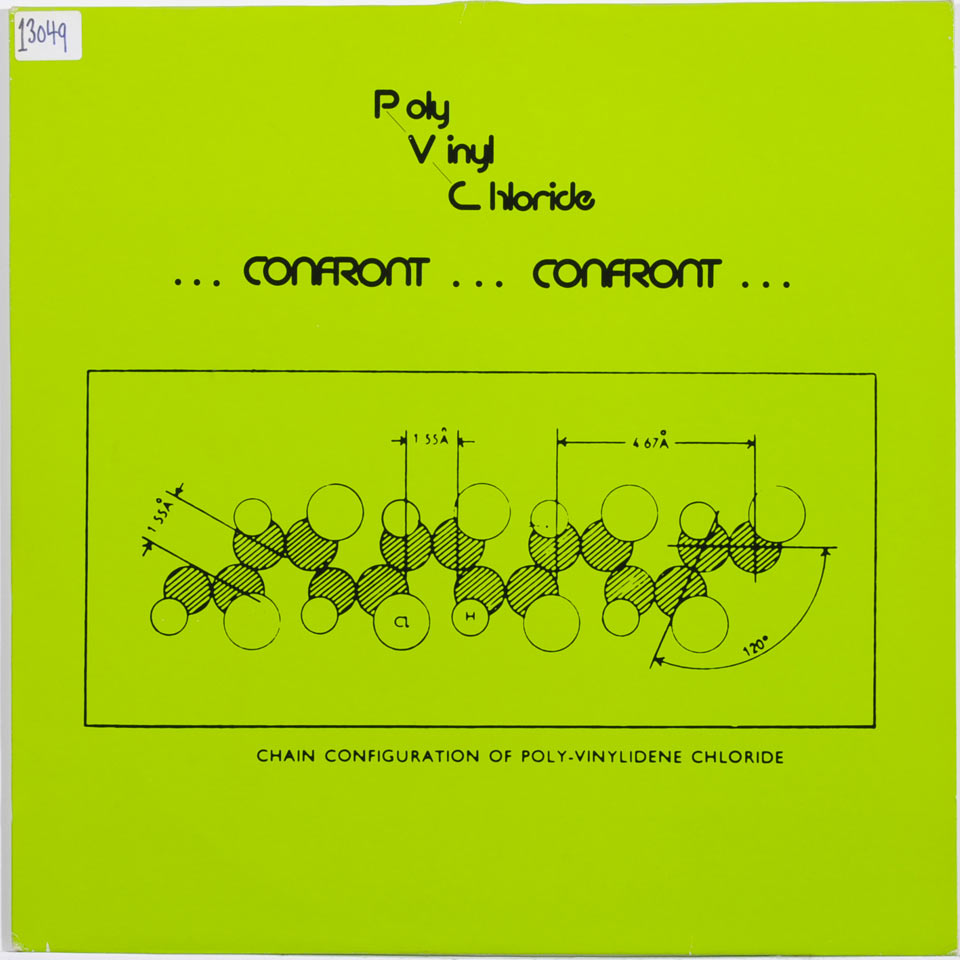 13049
Poly
Vinyl
Chloride
... CONFRONT ... CONFRONT ...
1 55Å
4 67Å
1 55Å
Cl
H
120°
CHAIN CONFIGURATION OF POLY-VINYLIDENE CHLORIDE